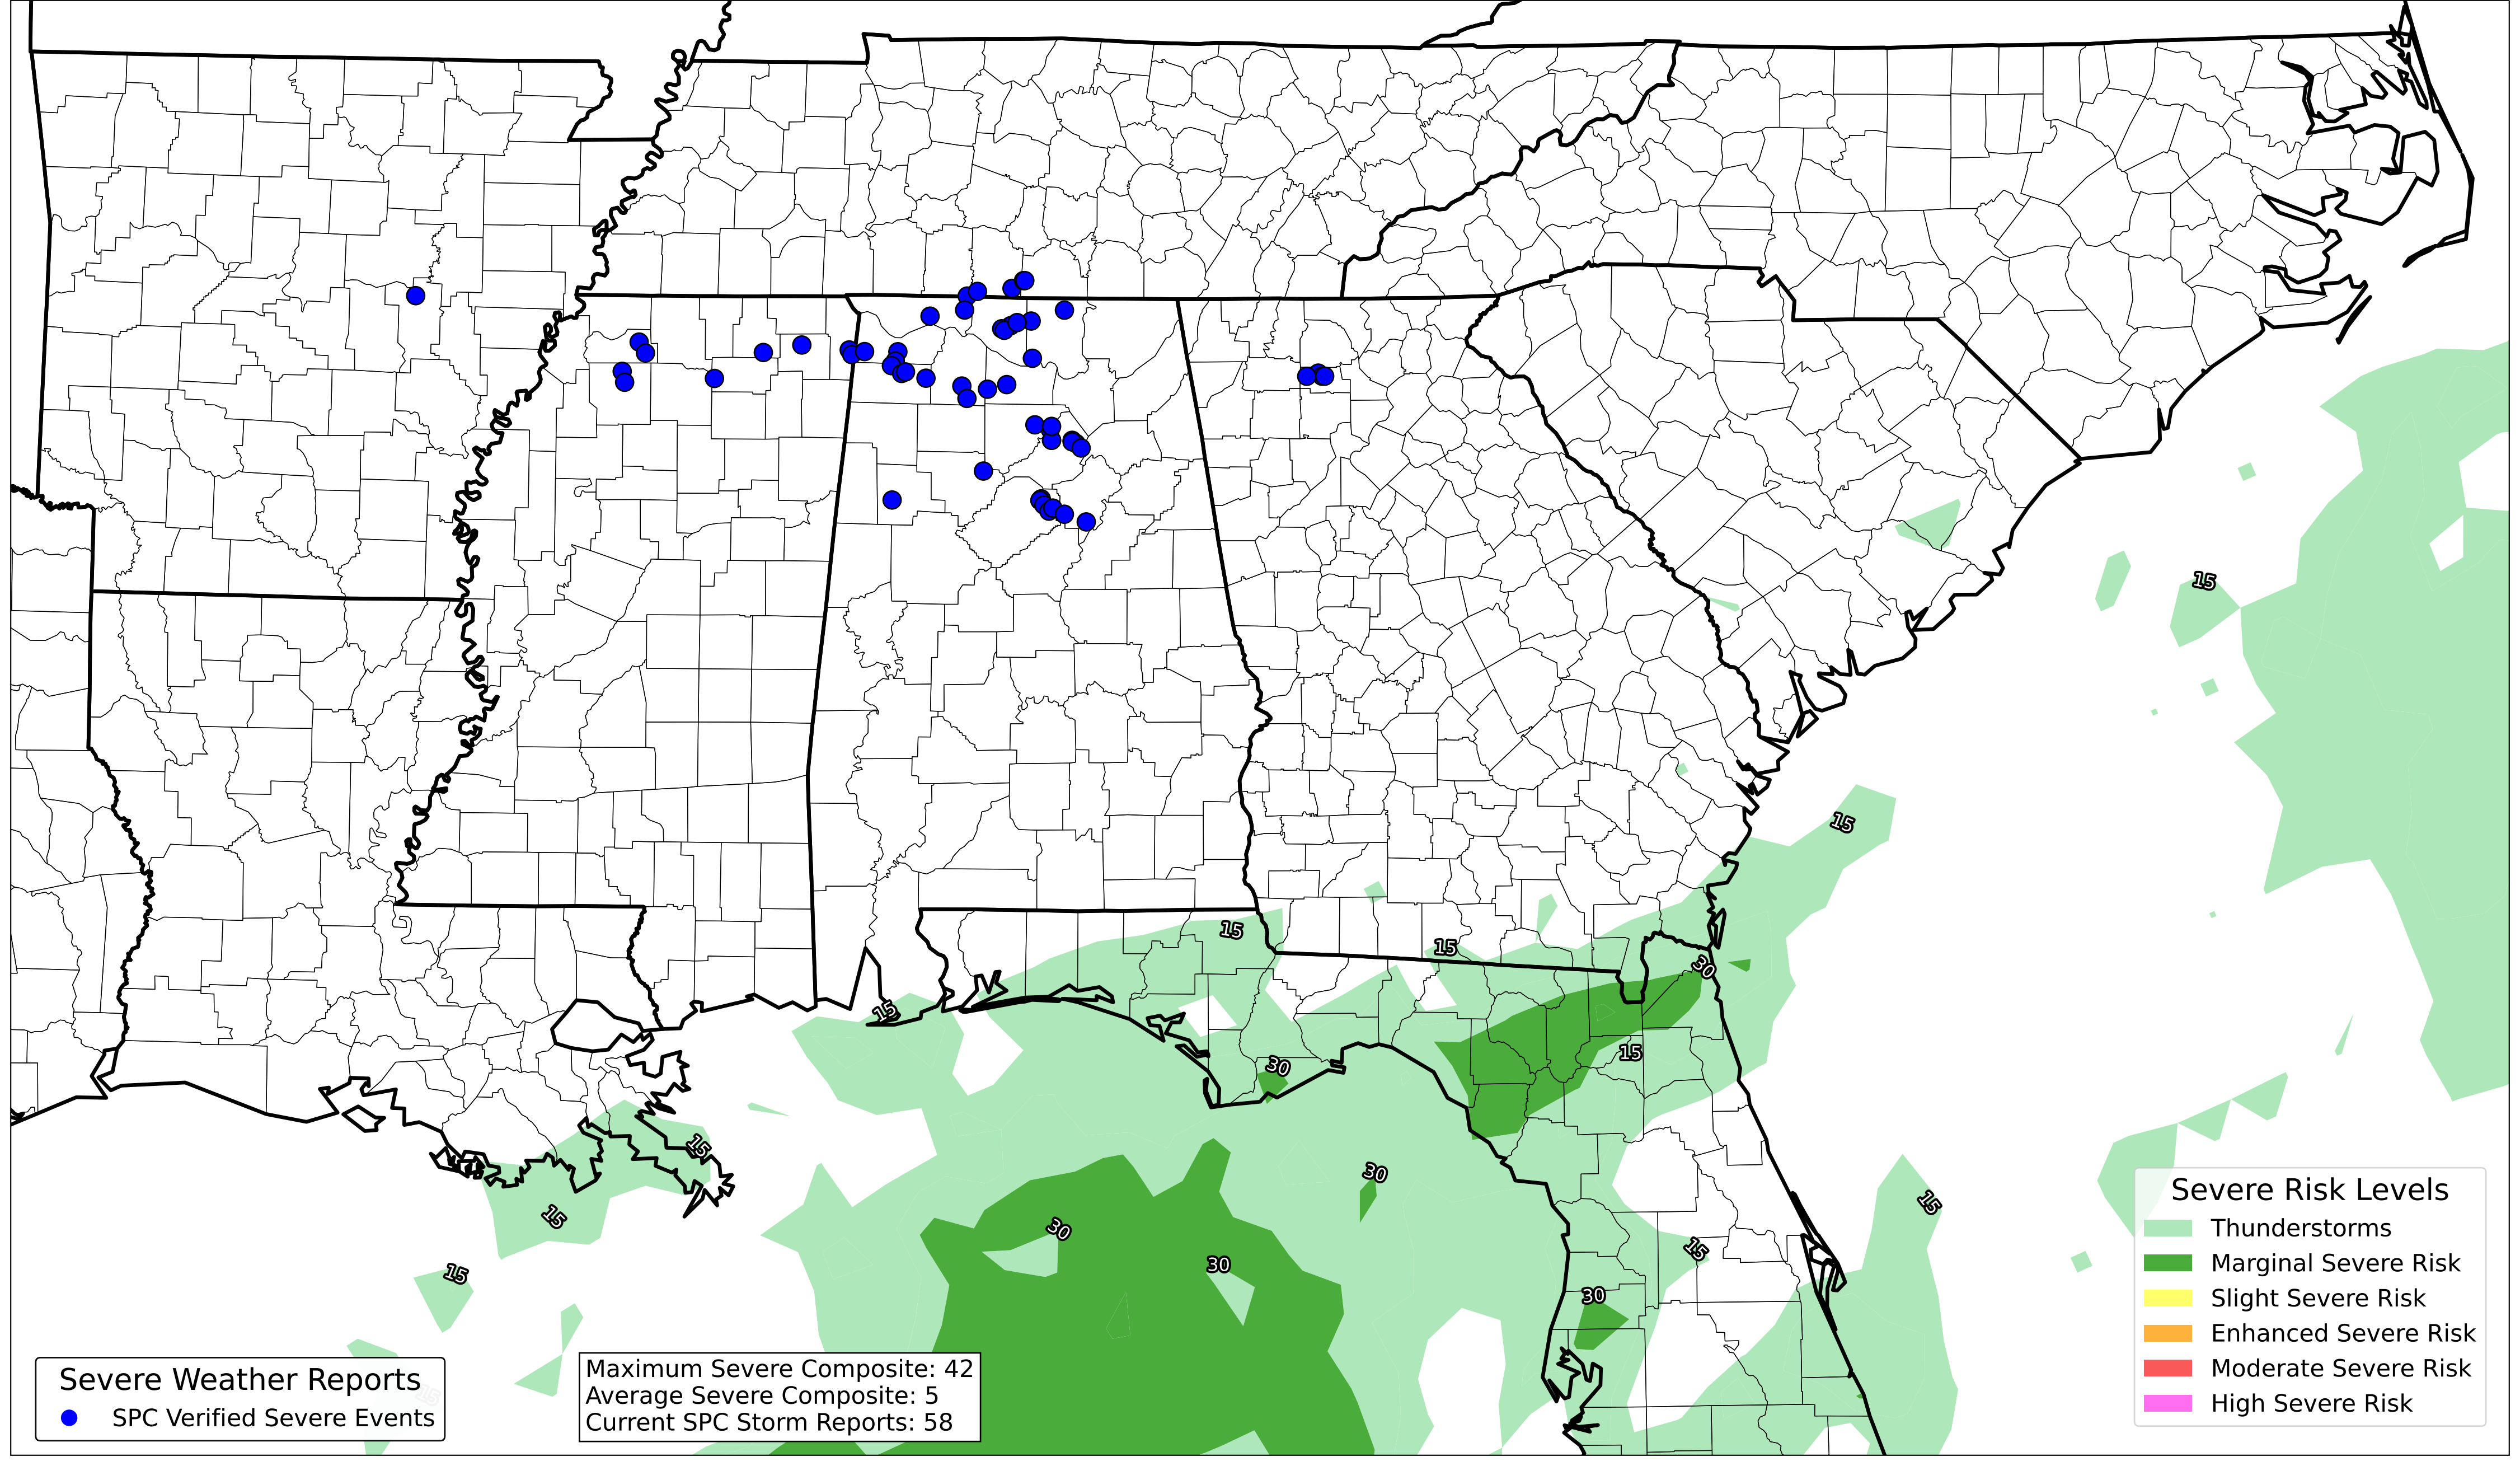 15
15
15
15
30
15
15
30
15
30
15
30
15
15
30
15
15
30
Severe Weather Reports
SPC Verified Severe Events
Maximum Severe Composite: 42
Average Severe Composite: 5
Current SPC Storm Reports: 58
Severe Risk Levels
Thunderstorms
Marginal Severe Risk
Slight Severe Risk
Enhanced Severe Risk
Moderate Severe Risk
High Severe Risk